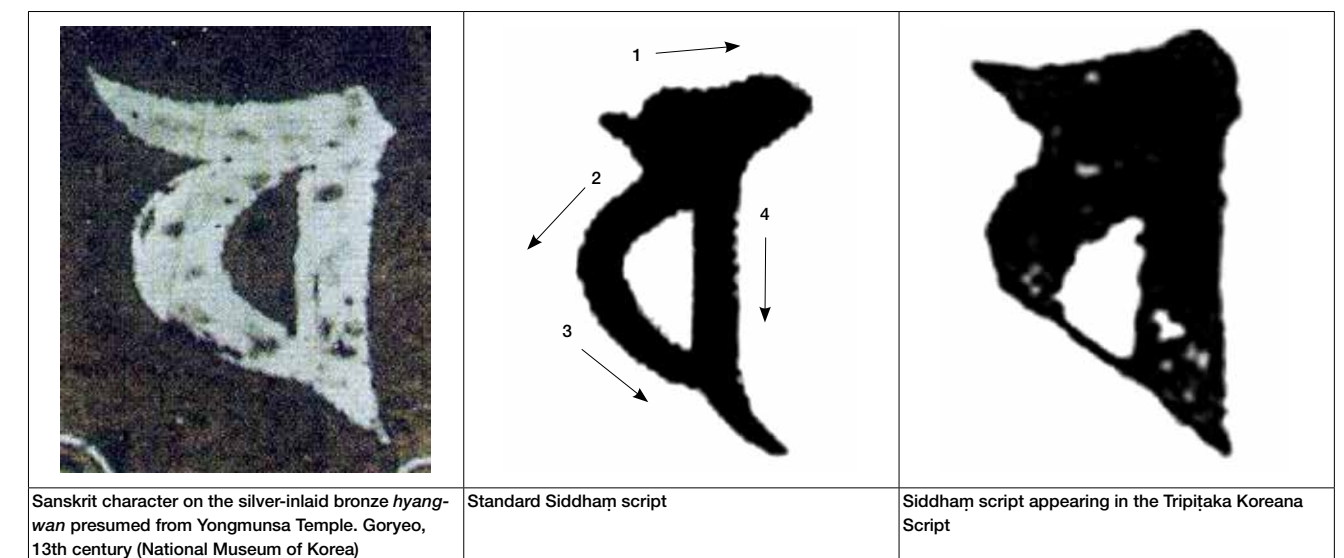 1
2
4
3
Sanskrit character on the silver-inlaid bronze hyang-
wan presumed from Yongmunsa Temple. Goryeo,
13th century (National Museum of Korea)
Standard Siddhaṃ script
Siddhaṃ script appearing in the Tripiṭaka Koreana
Script